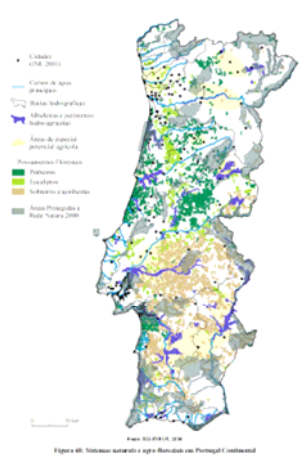 Cidades
(INE 2001)
Cursos de água
principais
Bacias hidrográficas
Albufeiras e perímetros
hidro-agrícolas
Áreas de especial
potencial agrícola
Povoamentos Florestais
Pinheiros
Eucaliptos
Sobreiros e azinheiras
Áreas Protegidas e
Rede Natura 2000
0
Figura 48: Sistemas naturais e agro-florestais em Portugal Continental